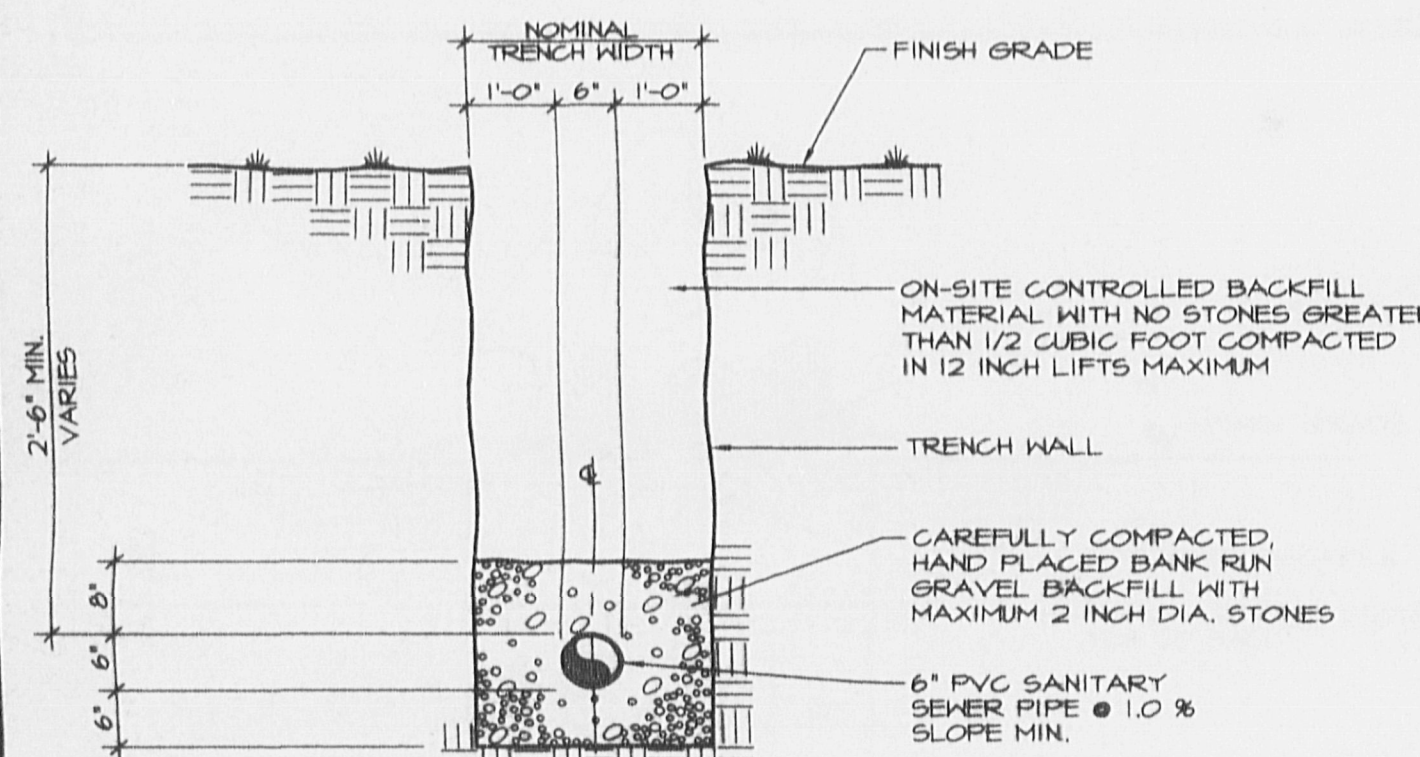 NOMINAL
TRENCH WIDTH
1'-0" 6" 1'-0"
FINISH GRADE
2'-6" MIN.
VARIES
ON-SITE CONTROLLED BACKFILL
MATERIAL WITH NO STONES GREATER
THAN 1/2 CUBIC FOOT COMPACTED
IN 12 INCH LIFTS MAXIMUM
TRENCH WALL
CAREFULLY COMPACTED,
HAND PLACED BANK RUN
GRAVEL BACKFILL WITH
MAXIMUM 2 INCH DIA. STONES
8"
6"
6"
6" PVC SANITARY
SEWER PIPE @ 1.0 %
SLOPE MIN.